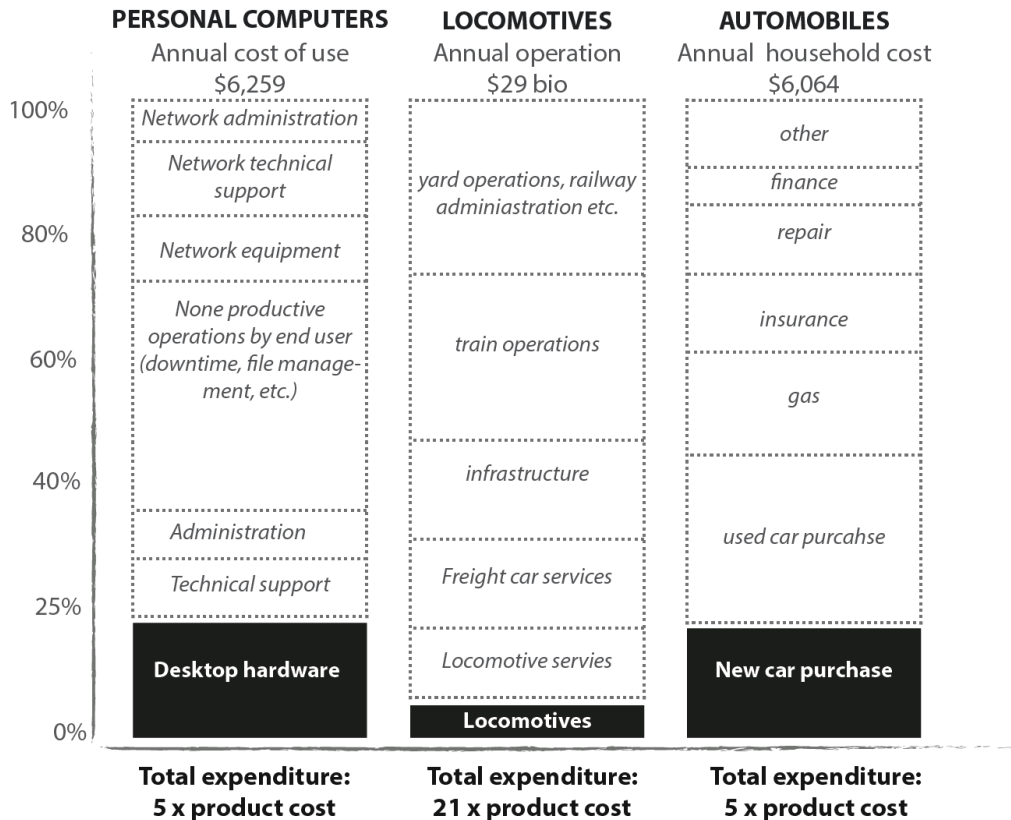 PERSONAL COMPUTERS
Annual cost of use
$6,259
LOCOMOTIVES
Annual operation
$29 bio
AUTOMOBILES
Annual  household cost
$6,064
100%
80%
60%
40%
25%
0%
Network administration
Network technical
support
Network equipment
None productive
operations by end user
(downtime, file manage-
ment, etc.)
Administration
Technical support
Desktop hardware
yard operations, railway
adminiastration etc.
train operations
infrastructure
Freight car services
Locomotive servies
Locomotives
other
finance
repair
insurance
gas
used car purcahse
New car purchase
Total expenditure:
5 x product cost
Total expenditure:
21 x product cost
Total expenditure:
5 x product cost